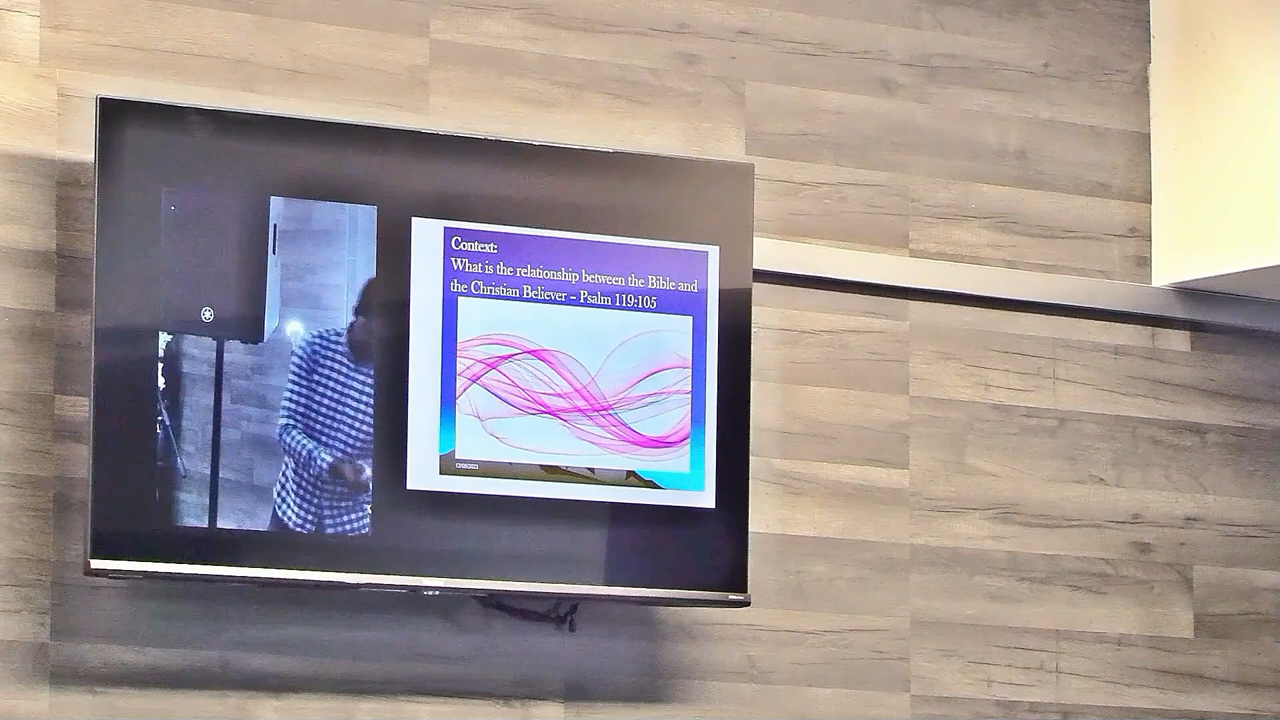 Context:
What is the relationship between the Bible and
the Christian Believer – Psalm 119:105